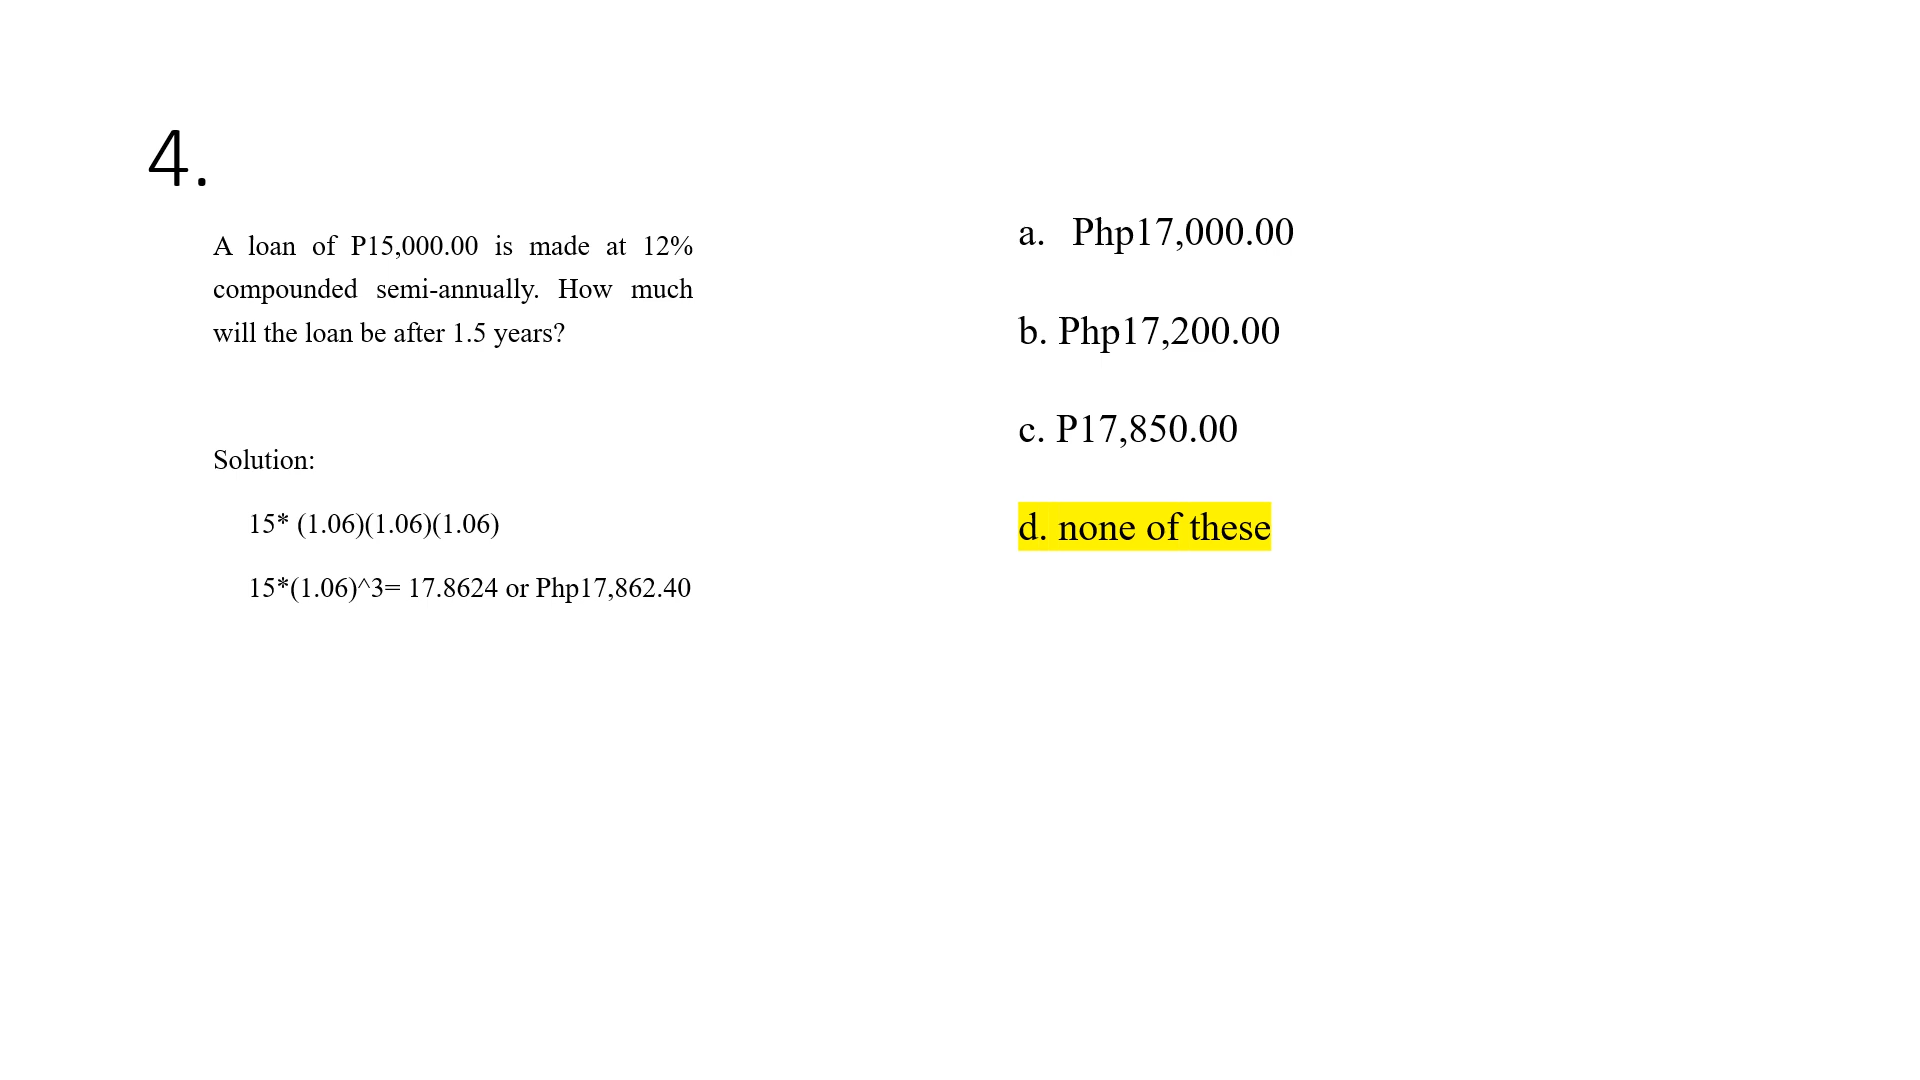 4.
A loan of P15,000.00 is made at 12%
compounded semi-annually. How much
will the loan be after 1.5 years?
Solution:
15* (1.06)(1.06)(1.06)
15*(1.06)^3= 17.8624 or Php17,862.40
a. Php17,000.00
b. Php17,200.00
c. P17,850.00
d. none of these